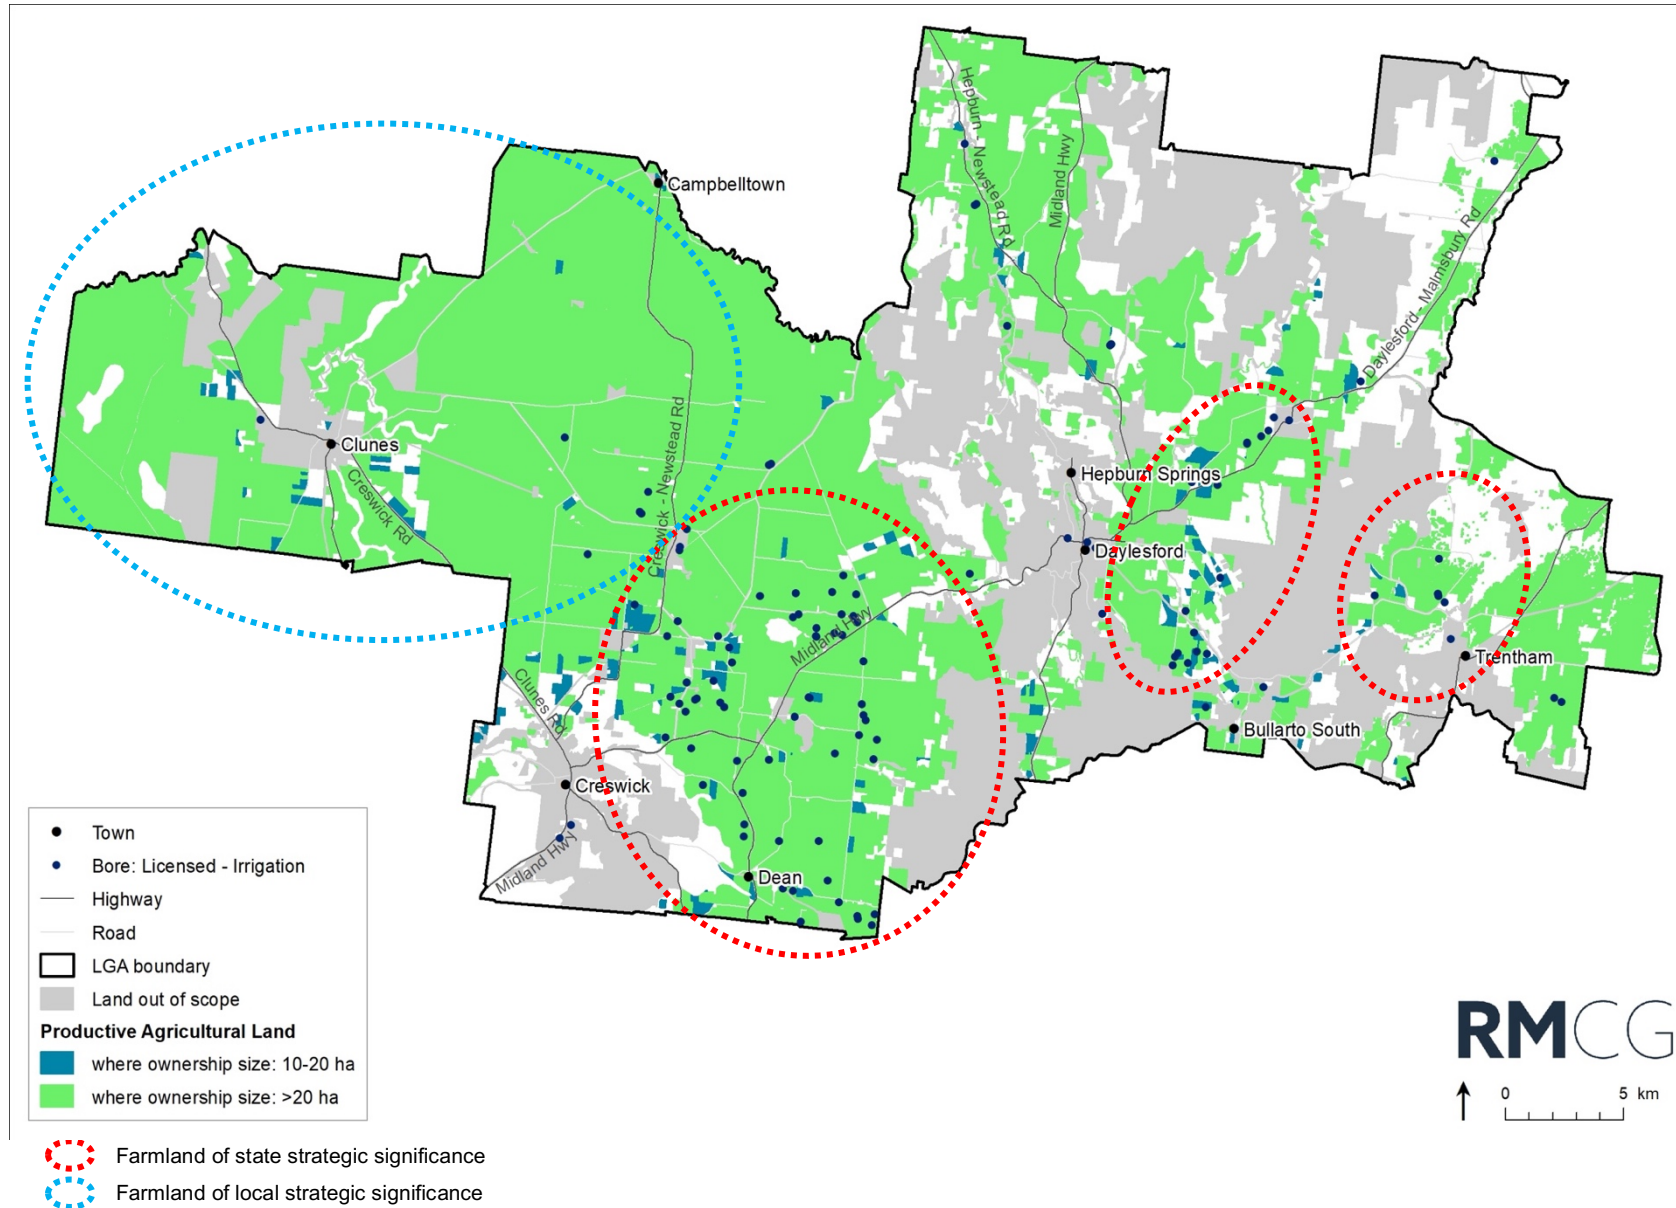 Campbelltown
Hepburn - Newstead Rd
Midland Hwy
Daylesford - Malmsbury Rd
Clunes
Creswick Rd
Creswick - Newstead Rd
Hepburn Springs
Daylesford
Midland Hwy
Trentham
Bullarto South
Clunes Rd
Creswick
Midland Hwy
Dean
Town
Bore: Licensed - Irrigation
Highway
Road
LGA boundary
Land out of scope
Productive Agricultural Land
where ownership size: 10-20 ha
where ownership size: >20 ha
RMCG
0 5 km
Farmland of state strategic significance
Farmland of local strategic significance